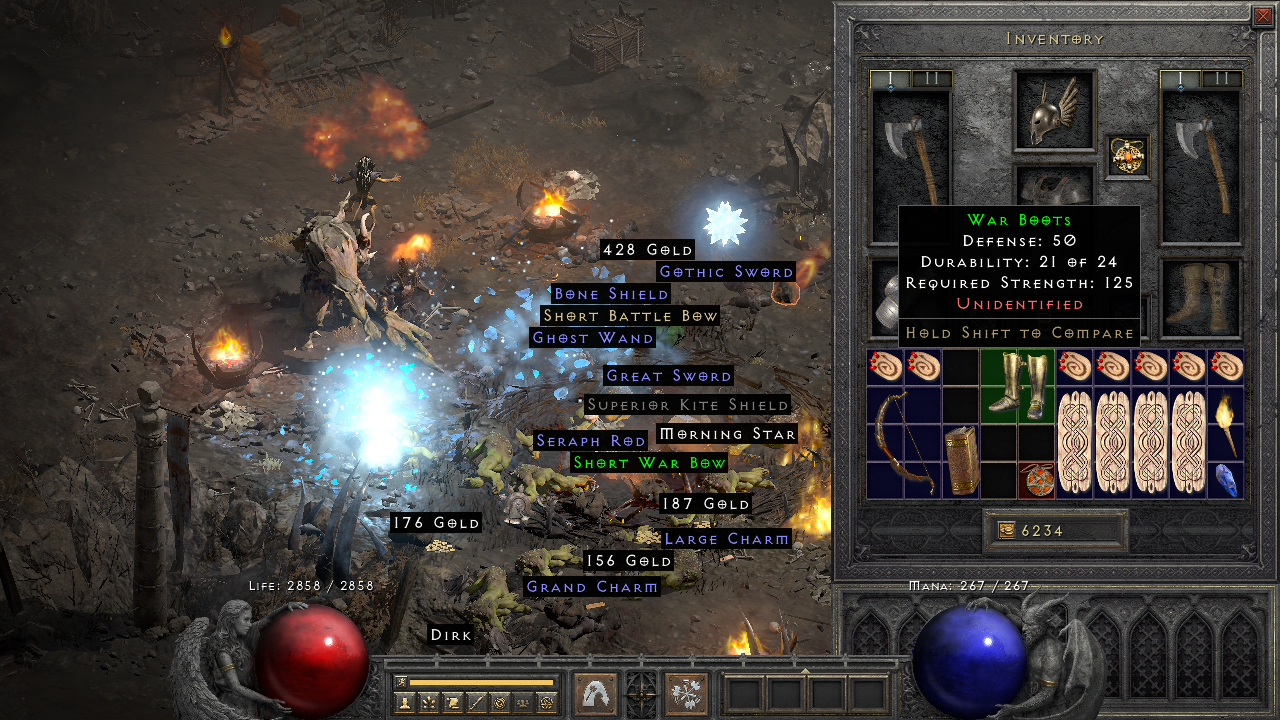 Inventory
I II
I II
War Boots
Defense: 50
Durability: 21 of 24
Required Strength: 125
Unidentified
Hold Shift to Compare
428 Gold
Gothic Sword
Bone Shield
Short Battle Bow
Ghost Wand
Great Sword
Superior Kite Shield
Morning Star
Seraph Rod
Short War Bow
187 Gold
176 Gold
Large Charm
156 Gold
Grand Charm
6234
Life: 2858 / 2858
Mana: 267 / 267
Dirk